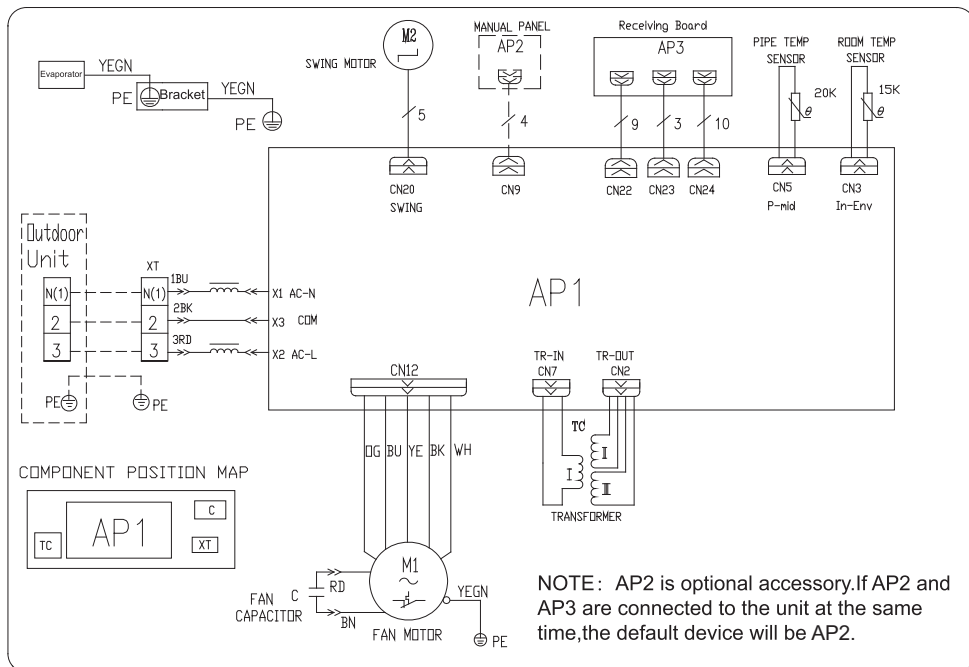 M2
SWING MOTOR
MANUAL PANEL
AP2
Receiving Board
AP3
PIPE TEMP
SENSOR
ROOM TEMP
SENSOR
20K
θ
15K
θ
Evaporator
YEGN
PE
Bracket
YEGN
PE
5
4
9
3
10
CN20
SWING
CN9
CN22
CN23
CN24
CN5
P-mid
CN3
In-Env
Outdoor
Unit
XT
N(1)
N(1)
1BU
X1 AC-N
2
2
2BK
X3 COM
3
3
3RD
X2 AC-L
PE
PE
AP1
CN12
TR-IN
CN7
TR-OUT
CN2
OG
BU
YE
BK
WH
TC
I
II
III
TRANSFORMER
COMPONENT POSITION MAP
AP1
C
TC
XT
M1
~
RD
C
FAN
CAPACITOR
BN
FAN MOTOR
YEGN
PE
NOTE: AP2 is optional accessory.If AP2 and
AP3 are connected to the unit at the same
time,the default device will be AP2.